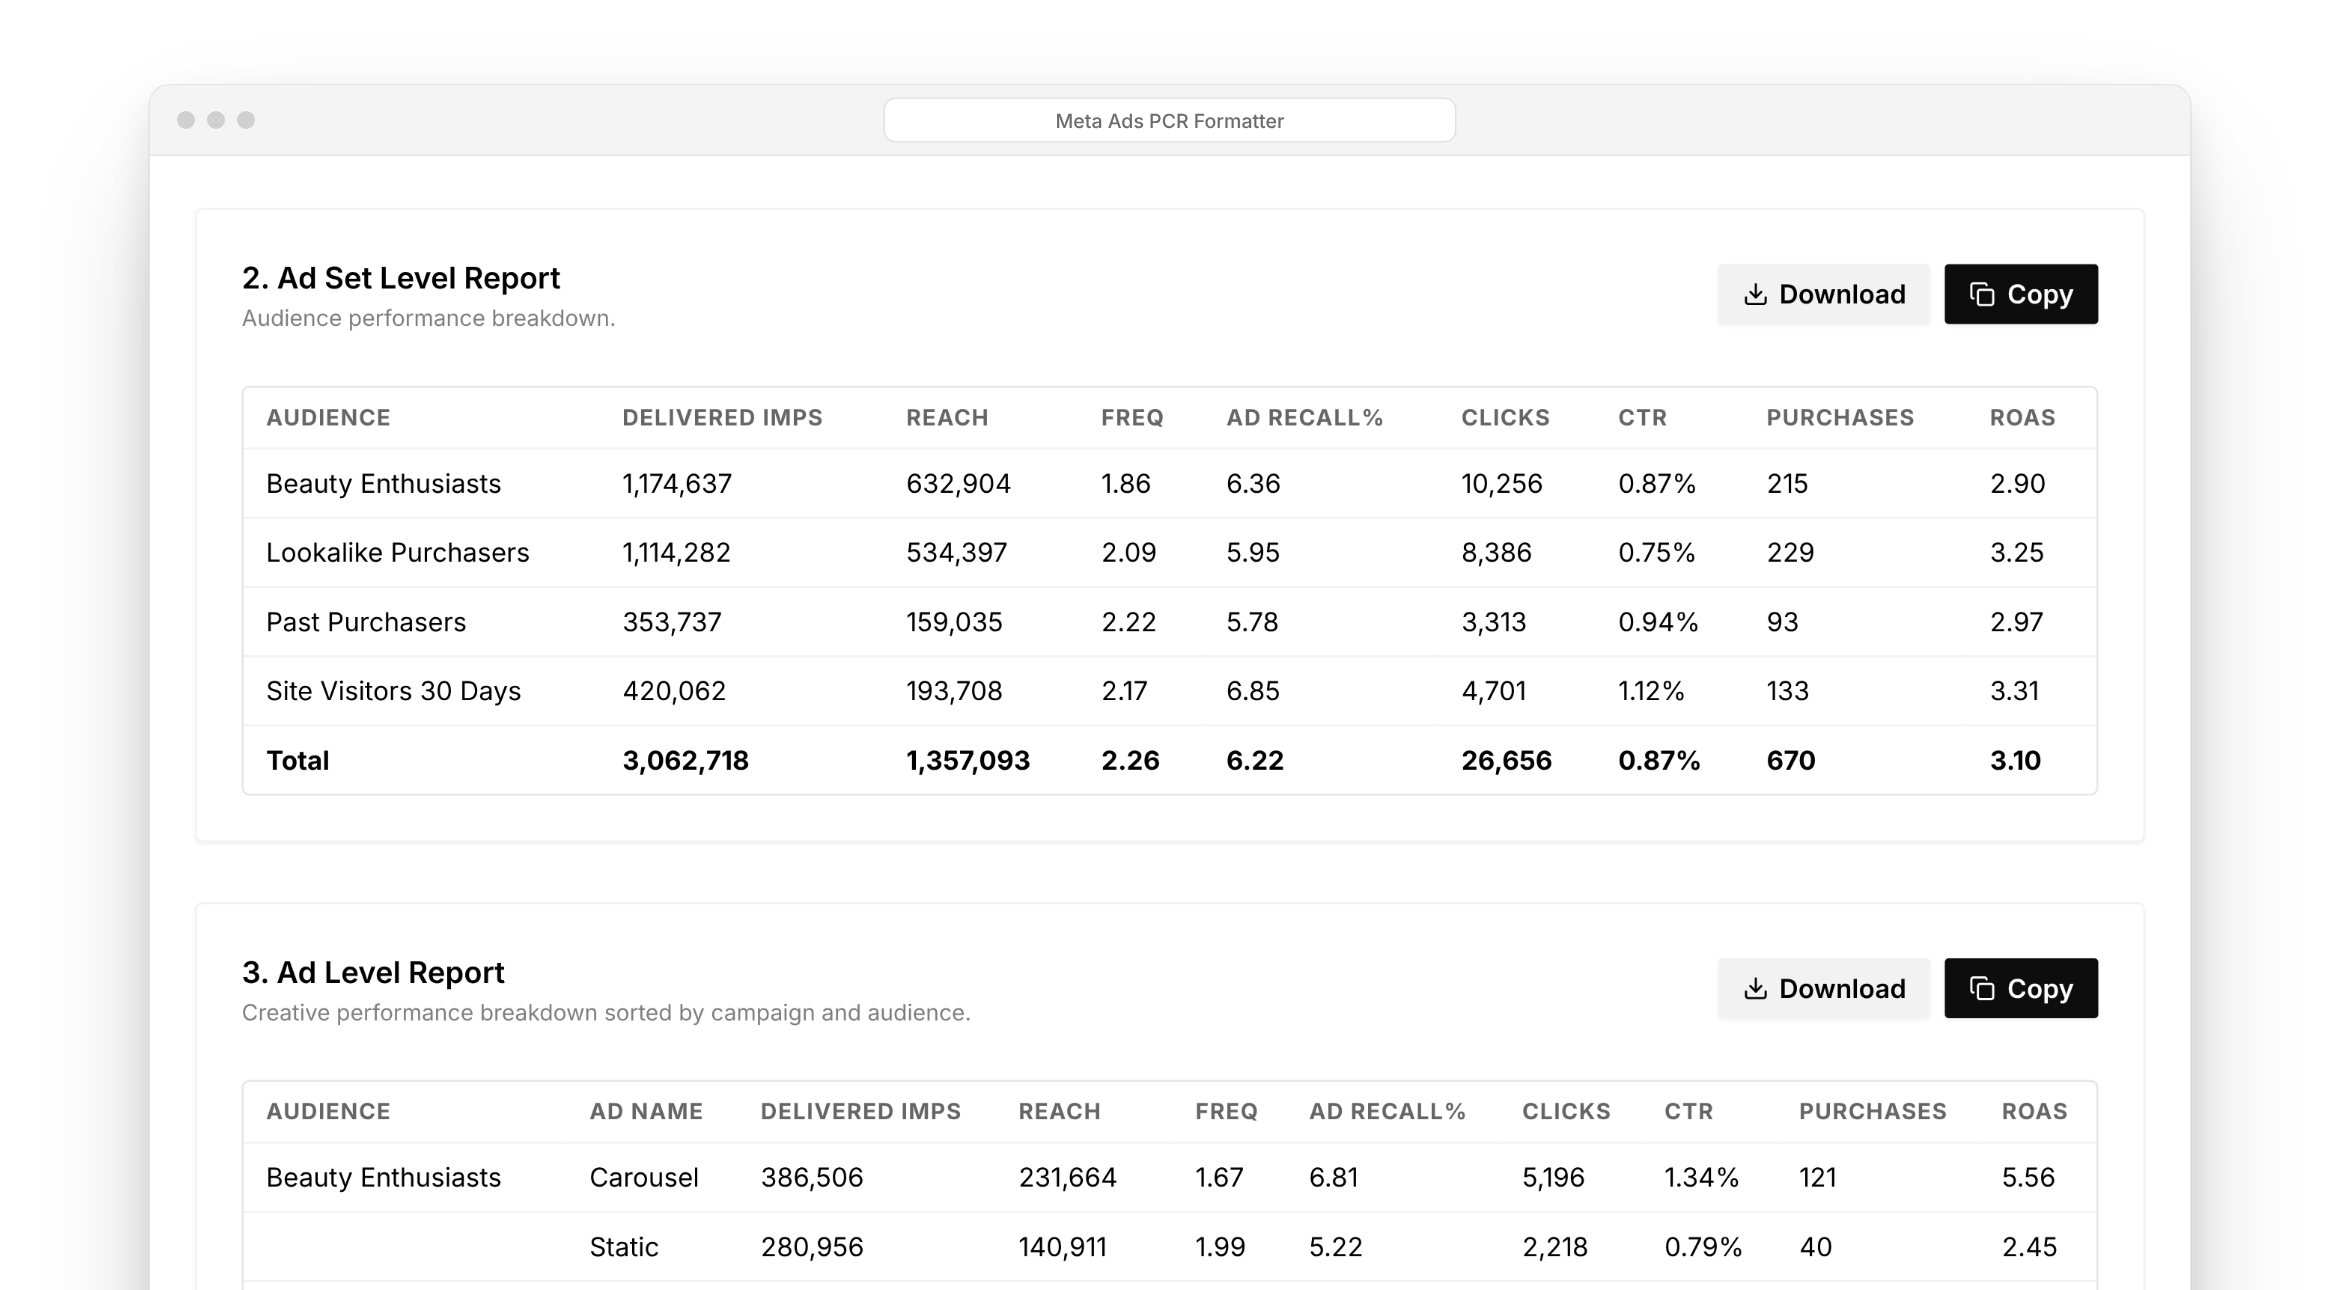 Meta Ads PCR Formatter
2. Ad Set Level Report
Audience performance breakdown.
Download
Copy
AUDIENCE DELIVERED IMPS REACH FREQ AD RECALL% CLICKS CTR PURCHASES ROAS
Beauty Enthusiasts 1,174,637 632,904 1.86 6.36 10,256 0.87% 215 2.90
Lookalike Purchasers 1,114,282 534,397 2.09 5.95 8,386 0.75% 229 3.25
Past Purchasers 353,737 159,035 2.22 5.78 3,313 0.94% 93 2.97
Site Visitors 30 Days 420,062 193,708 2.17 6.85 4,701 1.12% 133 3.31
Total 3,062,718 1,357,093 2.26 6.22 26,656 0.87% 670 3.10
3. Ad Level Report
Creative performance breakdown sorted by campaign and audience.
Download
Copy
AUDIENCE AD NAME DELIVERED IMPS REACH FREQ AD RECALL% CLICKS CTR PURCHASES ROAS
Beauty Enthusiasts Carousel 386,506 231,664 1.67 6.81 5,196 1.34% 121 5.56
Static 280,956 140,911 1.99 5.22 2,218 0.79% 40 2.45